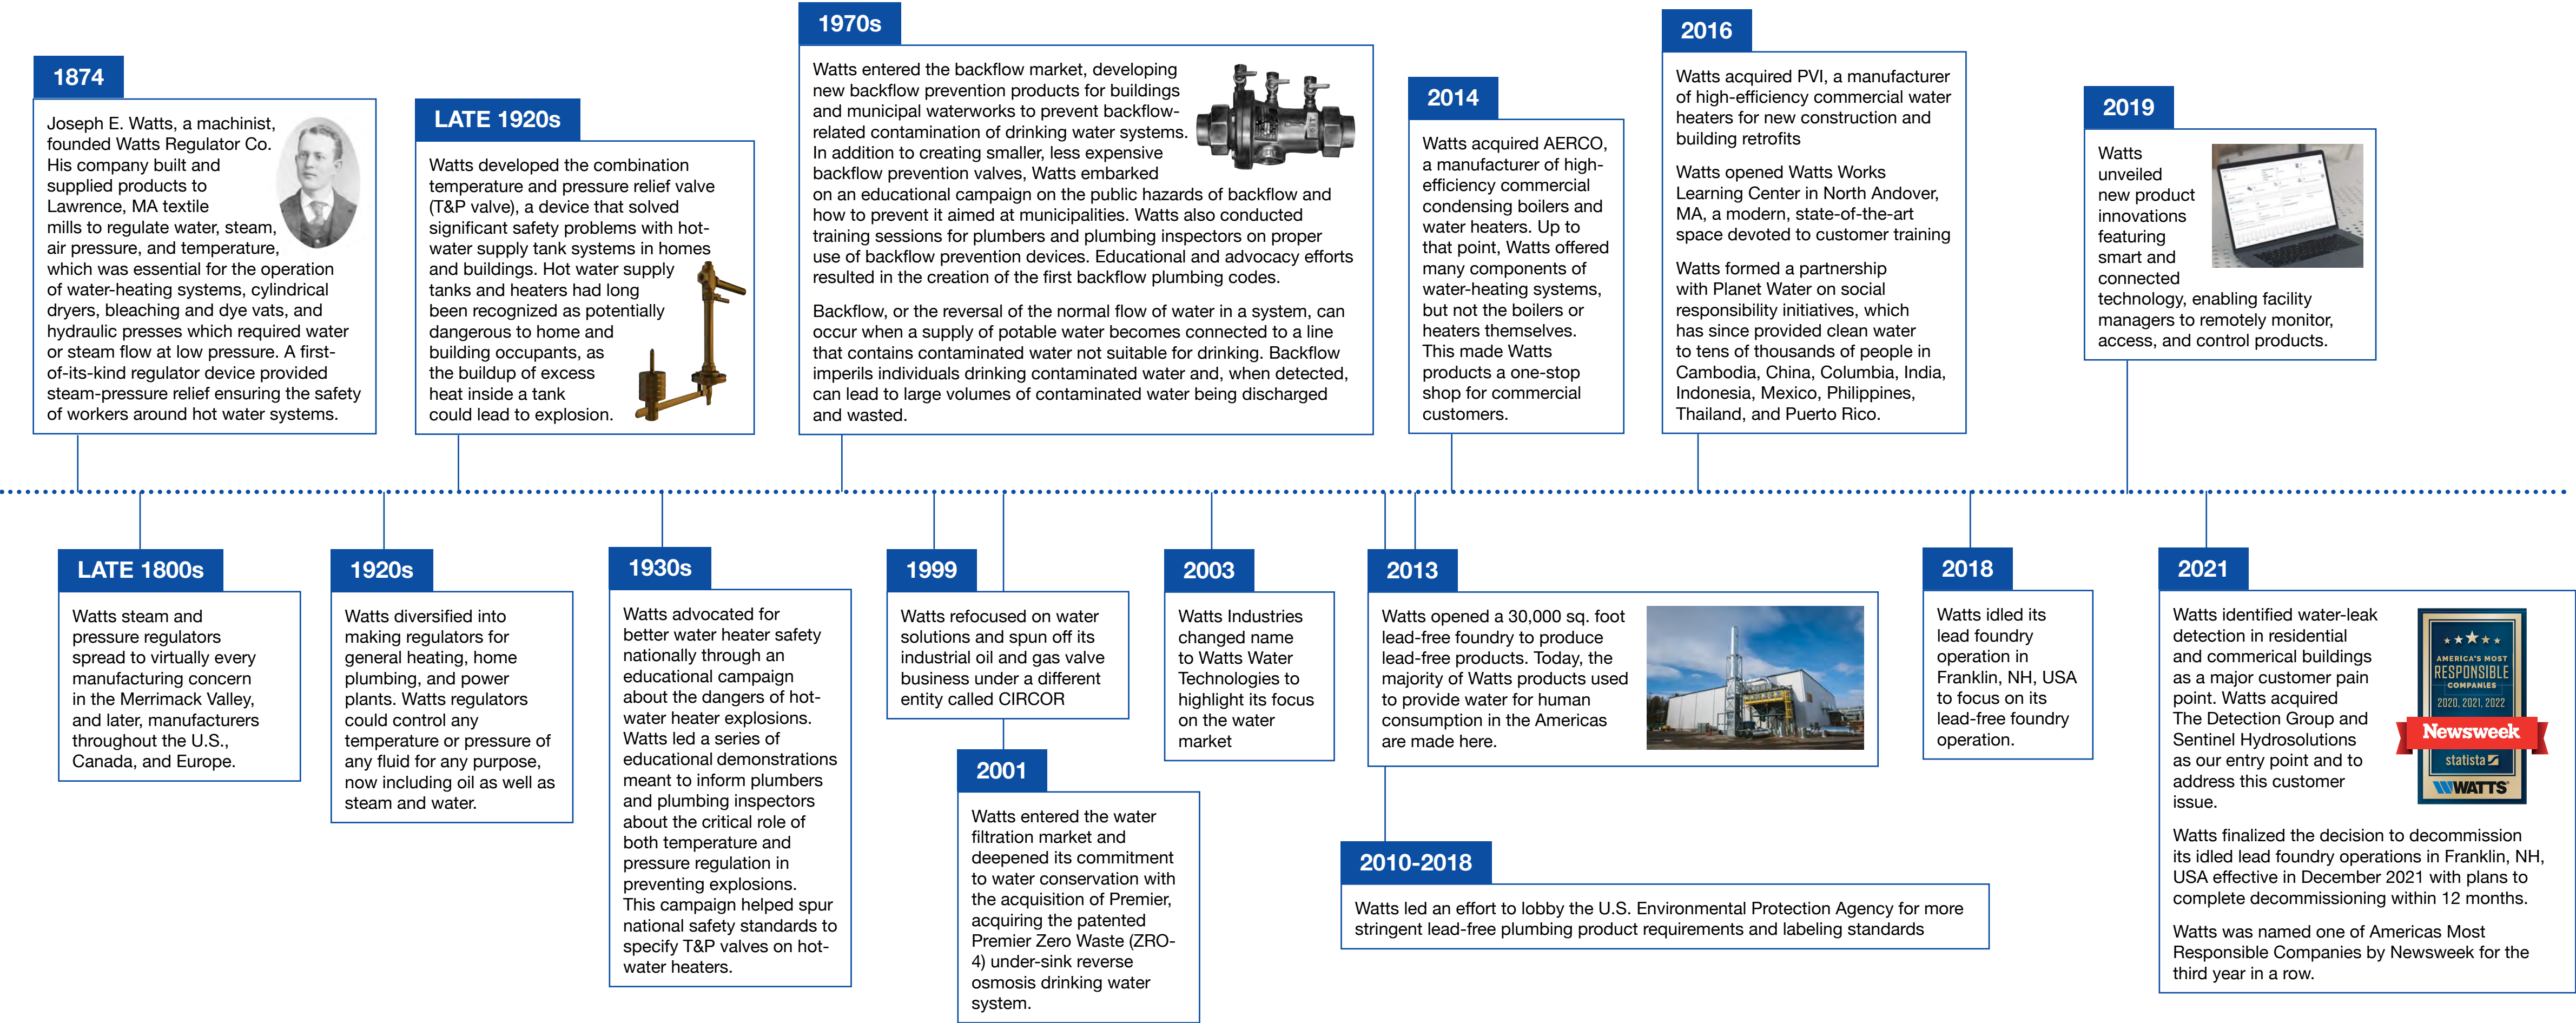 1874
Joseph E. Watts, a machinist,
founded Watts Regulator Co.
His company built and
supplied products to
Lawrence, MA textile
mills to regulate water, steam,
air pressure, and temperature,
which was essential for the operation
of water-heating systems, cylindrical
dryers, bleaching and dye vats, and
hydraulic presses which required water
or steam flow at low pressure. A first-
of-its-kind regulator device provided
steam-pressure relief ensuring the safety
of workers around hot water systems.
LATE 1920s
Watts developed the combination
temperature and pressure relief valve
(T&P valve), a device that solved
significant safety problems with hot-
water supply tank systems in homes
and buildings. Hot water supply
tanks and heaters had long
been recognized as potentially
dangerous to home and
building occupants, as
the buildup of excess
heat inside a tank
could lead to explosion.
1970s
Watts entered the backflow market, developing
new backflow prevention products for buildings
and municipal waterworks to prevent backflow-
related contamination of drinking water systems.
In addition to creating smaller, less expensive
backflow prevention valves, Watts embarked
on an educational campaign on the public hazards of backflow and
how to prevent it aimed at municipalities. Watts also conducted
training sessions for plumbers and plumbing inspectors on proper
use of backflow prevention devices. Educational and advocacy efforts
resulted in the creation of the first backflow plumbing codes.
Backflow, or the reversal of the normal flow of water in a system, can
occur when a supply of potable water becomes connected to a line
that contains contaminated water not suitable for drinking. Backflow
imperils individuals drinking contaminated water and, when detected,
can lead to large volumes of contaminated water being discharged
and wasted.
2014
Watts acquired AERCO,
a manufacturer of high-
efficiency commercial
condensing boilers and
water heaters. Up to
that point, Watts offered
many components of
water-heating systems,
but not the boilers or
heaters themselves.
This made Watts
products a one-stop
shop for commercial
customers.
2016
Watts acquired PVI, a manufacturer
of high-efficiency commercial water
heaters for new construction and
building retrofits
Watts opened Watts Works
Learning Center in North Andover,
MA, a modern, state-of-the-art
space devoted to customer training
Watts formed a partnership
with Planet Water on social
responsibility initiatives, which
has since provided clean water
to tens of thousands of people in
Cambodia, China, Columbia, India,
Indonesia, Mexico, Philippines,
Thailand, and Puerto Rico.
2019
Watts
unveiled
new product
innovations
featuring
smart and
connected
technology, enabling facility
managers to remotely monitor,
access, and control products.
LATE 1800s
Watts steam and
pressure regulators
spread to virtually every
manufacturing concern
in the Merrimack Valley,
and later, manufacturers
throughout the U.S.,
Canada, and Europe.
1920s
Watts diversified into
making regulators for
general heating, home
plumbing, and power
plants. Watts regulators
could control any
temperature or pressure of
any fluid for any purpose,
now including oil as well as
steam and water.
1930s
Watts advocated for
better water heater safety
nationally through an
educational campaign
about the dangers of hot-
water heater explosions.
Watts led a series of
educational demonstrations
meant to inform plumbers
and plumbing inspectors
about the critical role of
both temperature and
pressure regulation in
preventing explosions.
This campaign helped spur
national safety standards to
specify T&P valves on hot-
water heaters.
1999
Watts refocused on water
solutions and spun off its
industrial oil and gas valve
business under a different
entity called CIRCOR
2001
Watts entered the water
filtration market and
deepened its commitment
to water conservation with
the acquisition of Premier,
acquiring the patented
Premier Zero Waste (ZRO-
4) under-sink reverse
osmosis drinking water
system.
2003
Watts Industries
changed name
to Watts Water
Technologies to
highlight its focus
on the water
market
2013
Watts opened a 30,000 sq. foot
lead-free foundry to produce
lead-free products. Today, the
majority of Watts products used
to provide water for human
consumption in the Americas
are made here.
2010-2018
Watts led an effort to lobby the U.S. Environmental Protection Agency for more
stringent lead-free plumbing product requirements and labeling standards
2018
Watts idled its
lead foundry
operation in
Franklin, NH, USA
to focus on its
lead-free foundry
operation.
2021
Watts identified water-leak
detection in residential
and commerical buildings
as a major customer pain
point. Watts acquired
The Detection Group and
Sentinel Hydrosolutions
as our entry point and to
address this customer
issue.
Watts finalized the decision to decommission
its idled lead foundry operations in Franklin, NH,
USA effective in December 2021 with plans to
complete decommissioning within 12 months.
Watts was named one of Americas Most
Responsible Companies by Newsweek for the
third year in a row.
AMERICA'S MOST
RESPONSIBLE
COMPANIES
2020, 2021, 2022
Newsweek
statista
WATTS